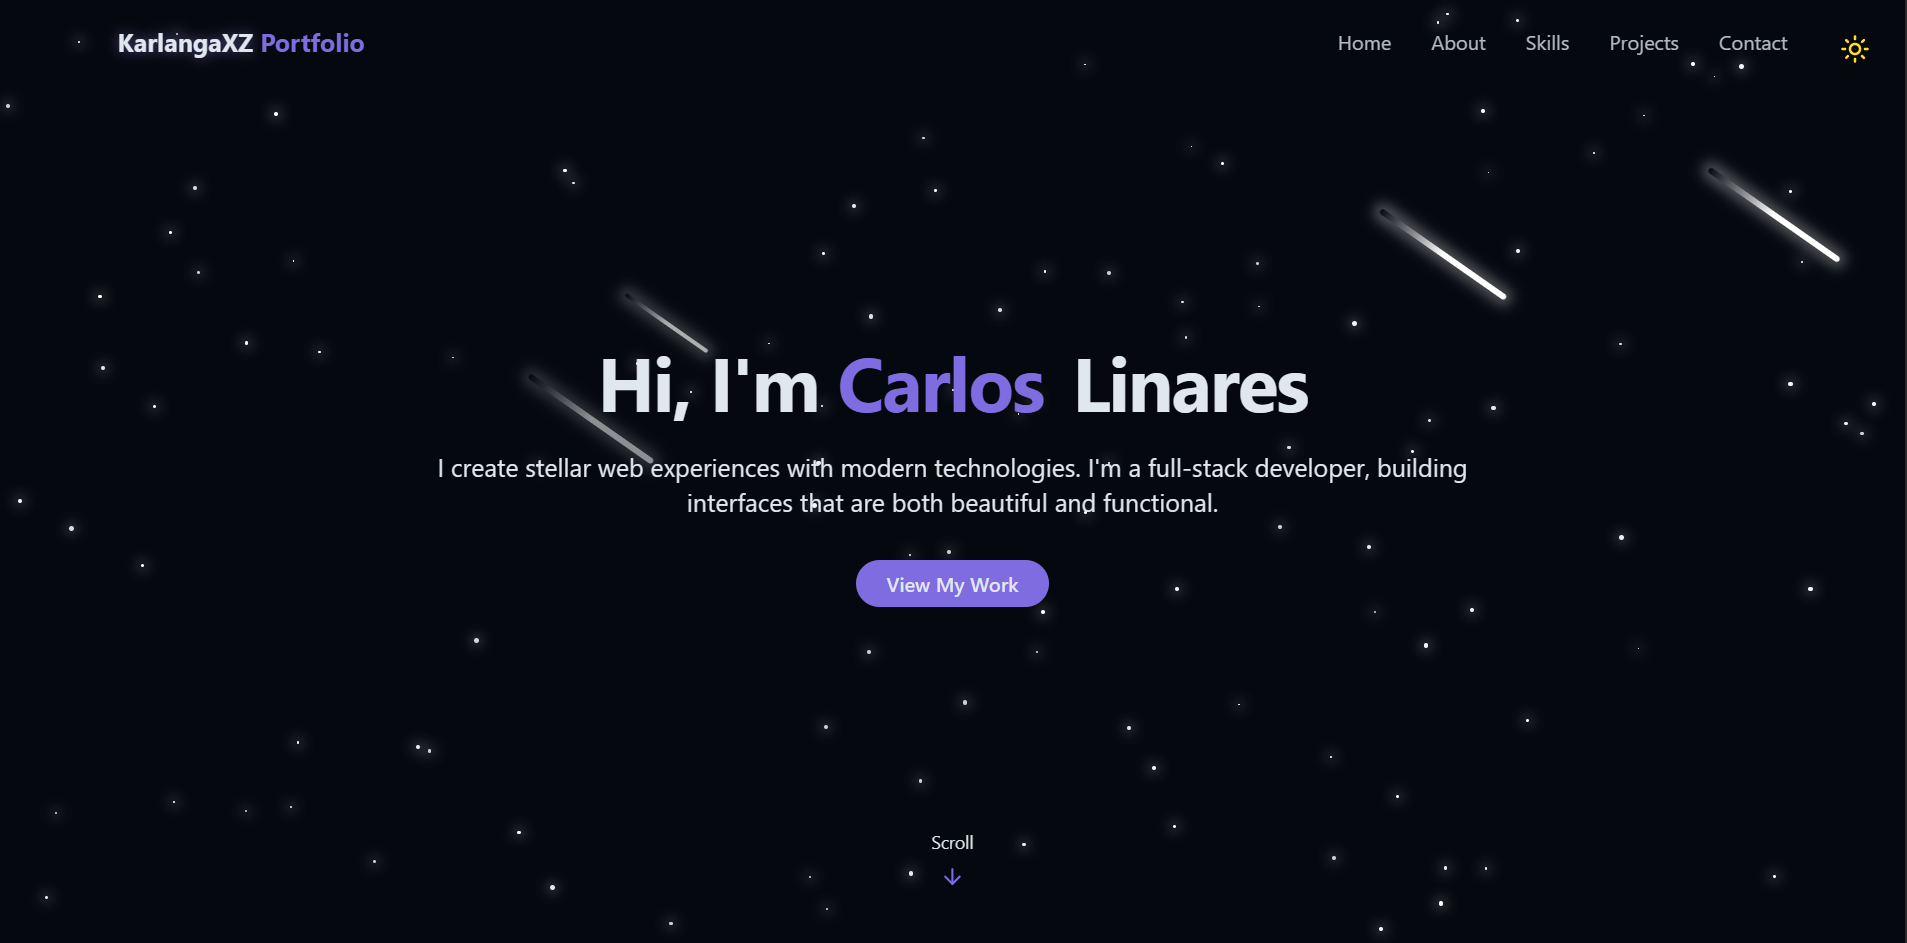 KarlangaXZ Portfolio
Home About Skills Projects Contact
Hi, I'm Carlos Linares
I create stellar web experiences with modern technologies. I'm a full-stack developer, building
interfaces that are both beautiful and functional.
View My Work
Scroll